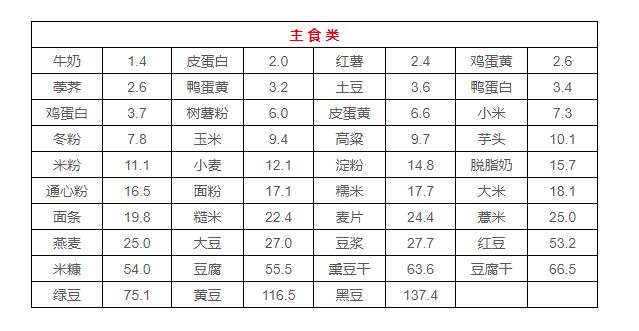 主食类
牛奶 1.4 皮蛋白 2.0 红薯 2.4 鸡蛋黄 2.6
荸荠 2.6 鸭蛋黄 3.2 土豆 3.6 鸭蛋白 3.4
鸡蛋白 3.7 树薯粉 6.0 皮蛋黄 6.6 小米 7.3
冬粉 7.8 玉米 9.4 高粱 9.7 芋头 10.1
米粉 11.1 小麦 12.1 淀粉 14.8 脱脂奶 15.7
通心粉 16.5 面粉 17.1 糯米 17.7 大米 18.1
面条 19.8 糙米 22.4 麦片 24.4 薏米 25.0
燕麦 25.0 大豆 27.0 豆浆 27.7 红豆 53.2
米糠 54.0 豆腐 55.5 熏豆干 63.6 豆腐干 66.5
绿豆 75.1 黄豆 116.5 黑豆 137.4